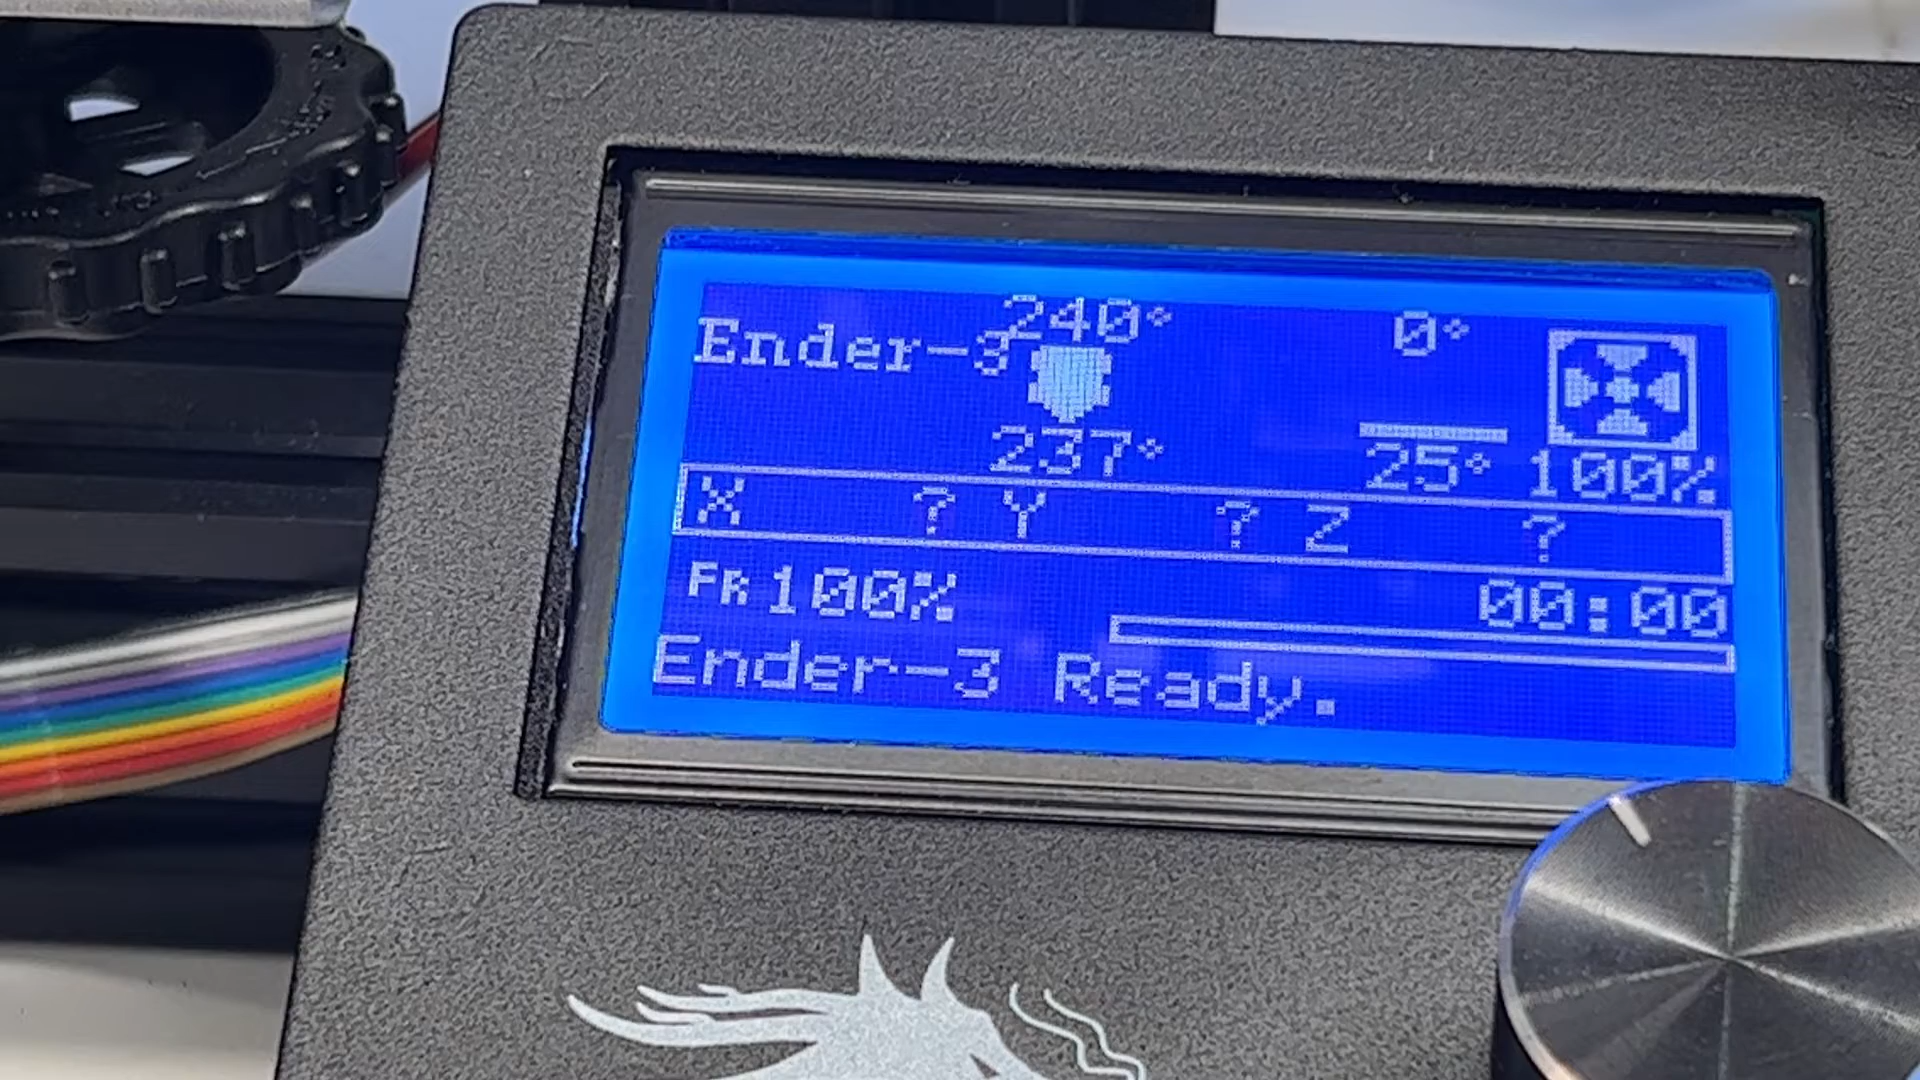 240° 0°
Ender-3
237° 25° 100%
X ? Y ? Z ?
FR 100% 00:00
Ender-3 Ready.